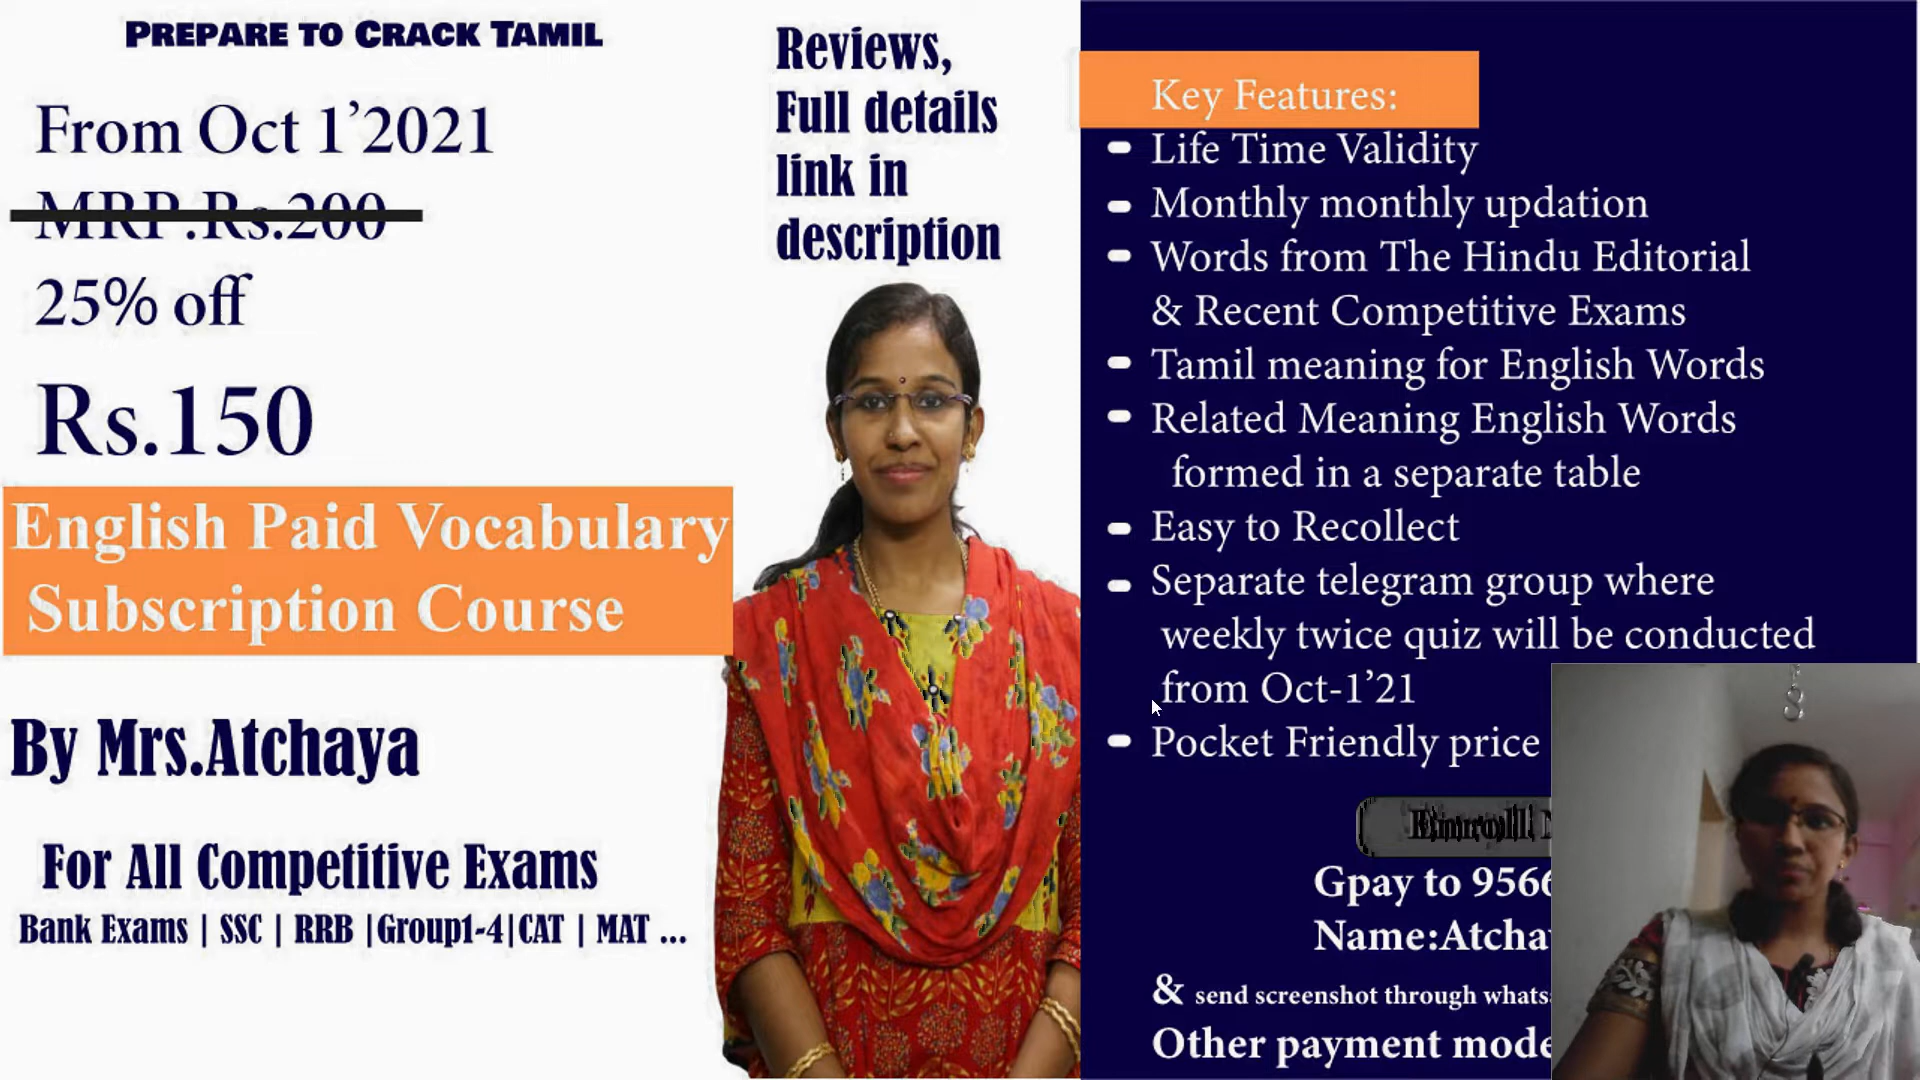 PREPARE TO CRACK TAMIL
From Oct 1’2021
MRP.Rs.200
25% off
Rs.150
English Paid Vocabulary
Subscription Course
By Mrs.Atchaya
For All Competitive Exams
Bank Exams | SSC | RRB |Group1-4|CAT | MAT ...
Reviews,
Full details
link in
description
Key Features:
Life Time Validity
Monthly monthly updation
Words from The Hindu Editorial
& Recent Competitive Exams
Tamil meaning for English Words
Related Meaning English Words
formed in a separate table
Easy to Recollect
Separate telegram group where
weekly twice quiz will be conducted
from Oct-1’21
Pocket Friendly price
Gpay to 956
Name:Atcha
& send screenshot through whats
Other payment mode